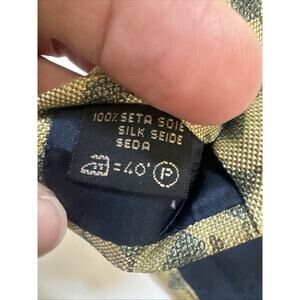 100% SETA SOIE
SILK SEIDE
SEDA
=40° P